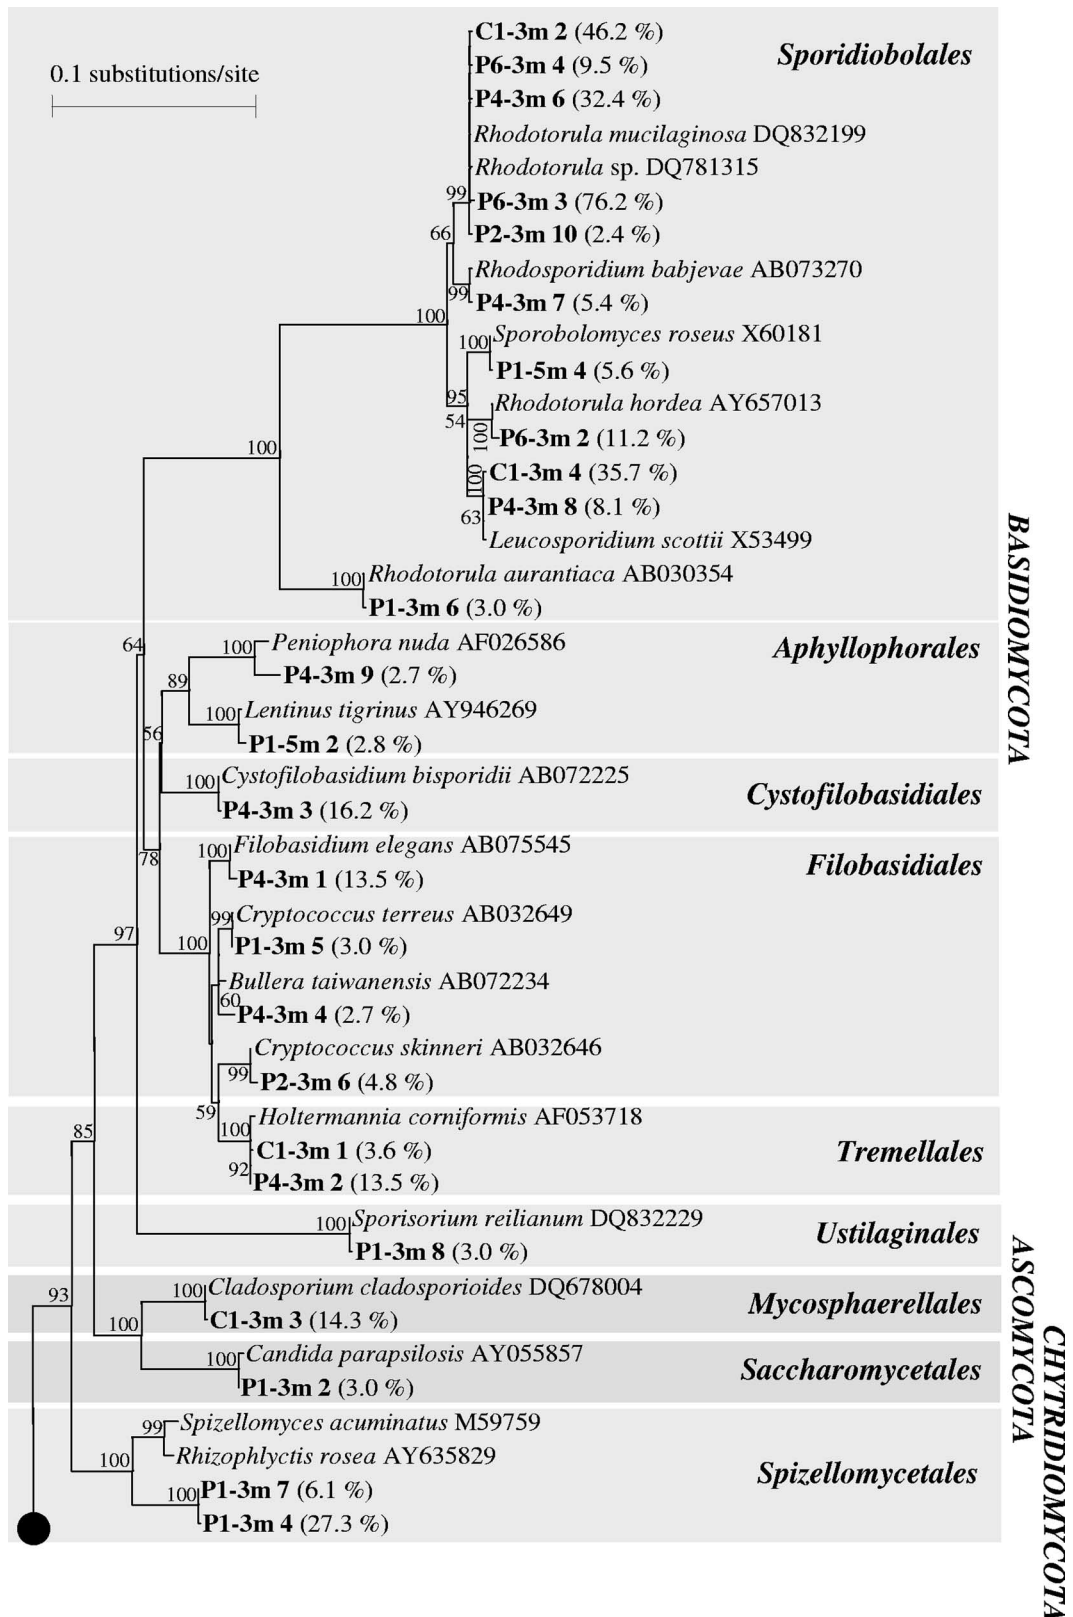 C1-3m 2 (46.2 %)
Sporidiobolales
0.1 substitutions/site
P6-3m 4 (9.5 %)
P4-3m 6 (32.4 %)
Rhodotorula mucilaginosa DQ832199
Rhodotorula sp. DQ781315
99
P6-3m 3 (76.2 %)
66
P2-3m 10 (2.4 %)
Rhodosporidium babjevae AB073270
99
P4-3m 7 (5.4 %)
100
Sporobolomyces roseus X60181
100
P1-5m 4 (5.6 %)
95
Rhodotorula hordea AY657013
54
100
P6-3m 2 (11.2 %)
100
100
C1-3m 4 (35.7 %)
P4-3m 8 (8.1 %)
63
Leucosporidium scottii X53499
Rhodotorula aurantiaca AB030354
100
P1-3m 6 (3.0 %)
BASIDIOMYCOTA
64
Peniophora nuda AF026586
100
Aphyllophorales
P4-3m 9 (2.7 %)
89
Lentinus tigrinus AY946269
100
56
P1-5m 2 (2.8 %)
Cystofilobasidium bisporidii AB072225
100
Cystofilobasidiales
P4-3m 3 (16.2 %)
78
Filobasidium elegans AB075545
100
Filobasidiales
P4-3m 1 (13.5 %)
Cryptococcus terreus AB032649
99
97
100
P1-3m 5 (3.0 %)
Bullera taiwanensis AB072234
60
P4-3m 4 (2.7 %)
Cryptococcus skinneri AB032646
99
P2-3m 6 (4.8 %)
59
Holtermannia corniformis AF053718
85
100
C1-3m 1 (3.6 %)
Tremellales
92
P4-3m 2 (13.5 %)
Sporisorium reilianum DQ832229
100
Ustilaginales
P1-3m 8 (3.0 %)
Cladosporium cladosporioides DQ678004
93
100
Mycosphaerellales
C1-3m 3 (14.3 %)
100
Candida parapsilosis AY055857
100
Saccharomycetales
P1-3m 2 (3.0 %)
ASCOMYCOTA
Spizellomyces acuminatus M59759
99
Rhizophlyctis rosea AY635829
100
Spizellomycetales
P1-3m 7 (6.1 %)
100
P1-3m 4 (27.3 %)
CHYTRIDIOMYCOTA